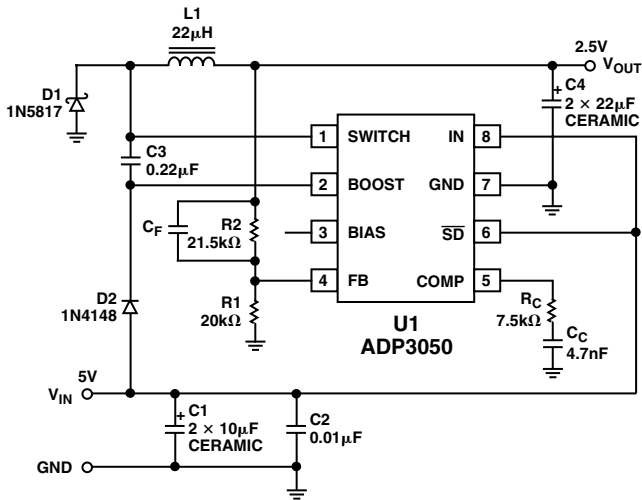 L1
22μH
2.5V
VOUT
D1
1N5817
C4
2 × 22μF
CERAMIC
+
1 SWITCH IN 8
C3
0.22μF
2 BOOST GND 7
CF
R2
21.5kΩ
3 BIAS SD 6
4 FB COMP 5
D2
1N4148
R1
20kΩ
U1
ADP3050
RC
7.5kΩ
CC
4.7nF
5V
VIN
+
C1
2 × 10μF
CERAMIC
C2
0.01μF
GND